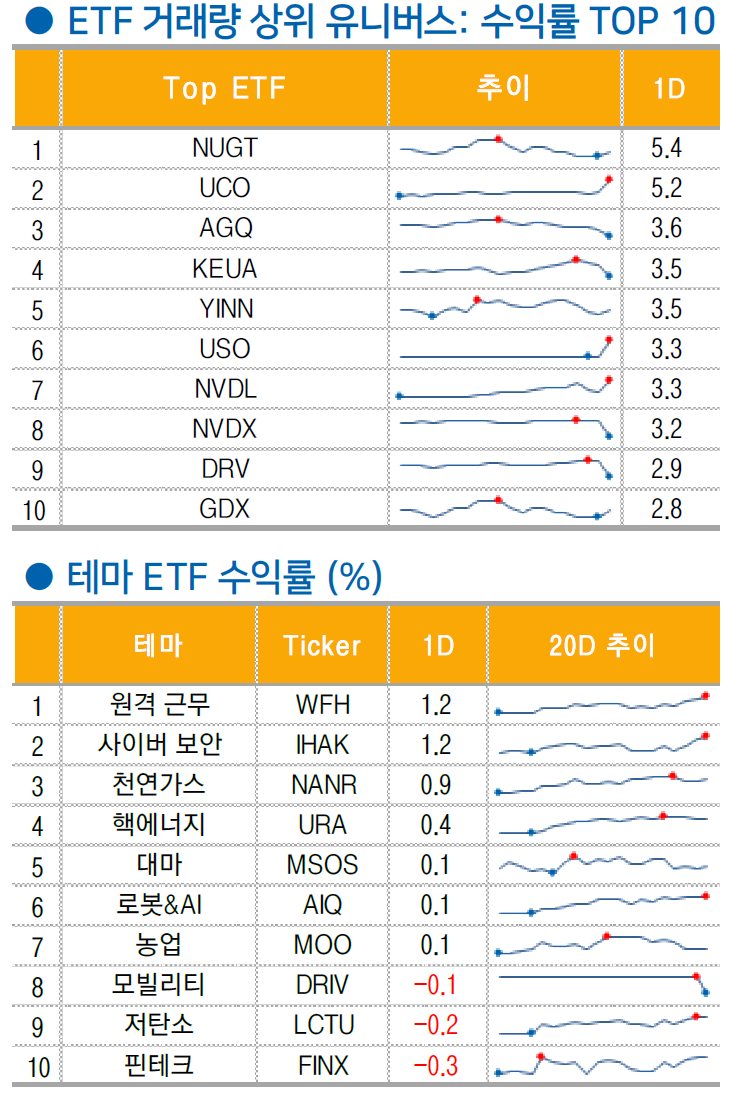 ● ETF 거래량 상위 유니버스: 수익률 TOP 10
Top ETF 추이 1D
1 NUGT 5.4
2 UCO 5.2
3 AGQ 3.6
4 KEUA 3.5
5 YINN 3.5
6 USO 3.3
7 NVDL 3.3
8 NVDX 3.2
9 DRV 2.9
10 GDX 2.8
● 테마 ETF 수익률 (%)
테마 Ticker 1D 20D 추이
1 원격 근무 WFH 1.2
2 사이버 보안 IHAK 1.2
3 천연가스 NANR 0.9
4 핵에너지 URA 0.4
5 대마 MSOS 0.1
6 로봇&AI AIQ 0.1
7 농업 MOO 0.1
8 모빌리티 DRIV -0.1
9 저탄소 LCTU -0.2
10 핀테크 FINX -0.3